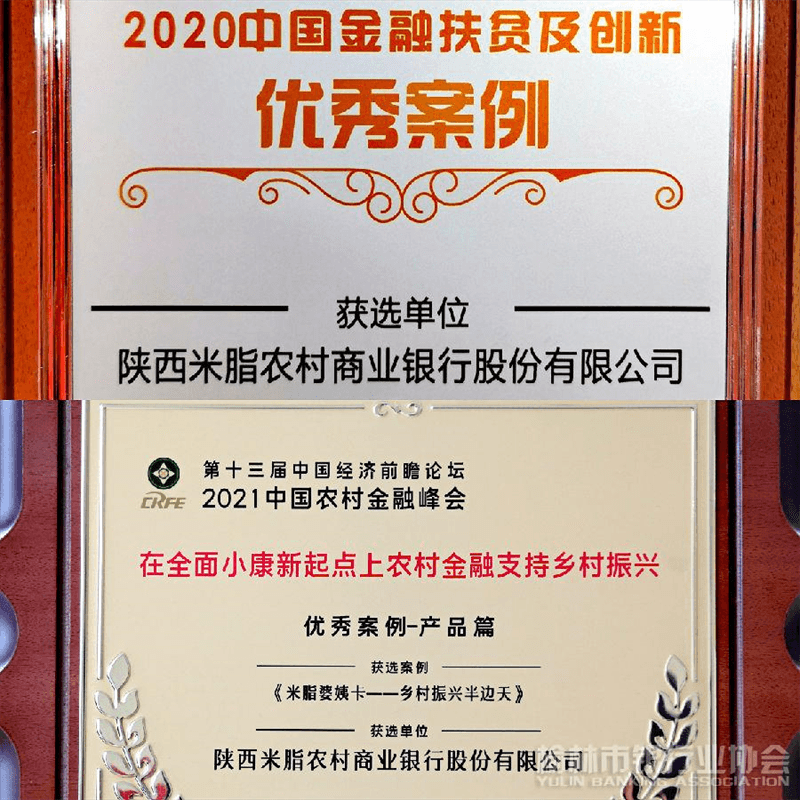 2020中国金融扶贫及创新
优秀案例
获选单位
陕西米脂农村商业银行股份有限公司
CRFE
第十三届中国经济前瞻论坛
2021中国农村金融峰会
在全面小康新起点上农村金融支持乡村振兴
优秀案例-产品篇
获选案例
《米脂婆姨卡——乡村振兴半边天》
获选单位
陕西米脂农村商业银行股份有限公司
榆林市银行业协会
YULIN BANKING ASSOCIATION